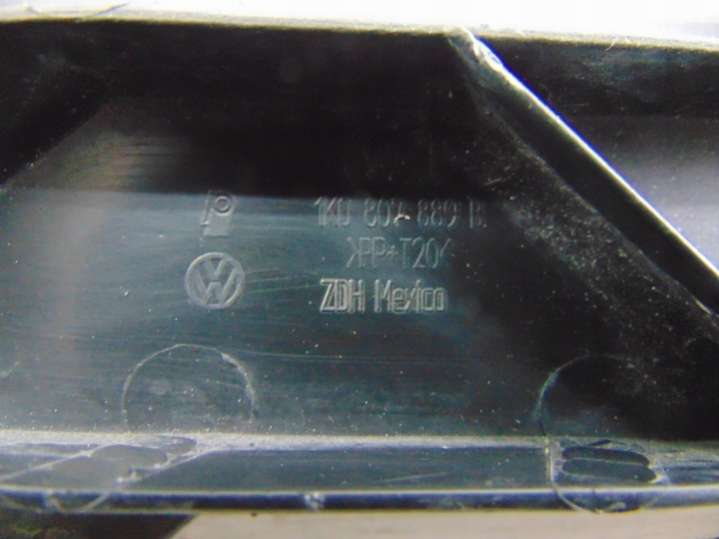 1K0 807 889 B
>PP+T20<
ZDH Mexico